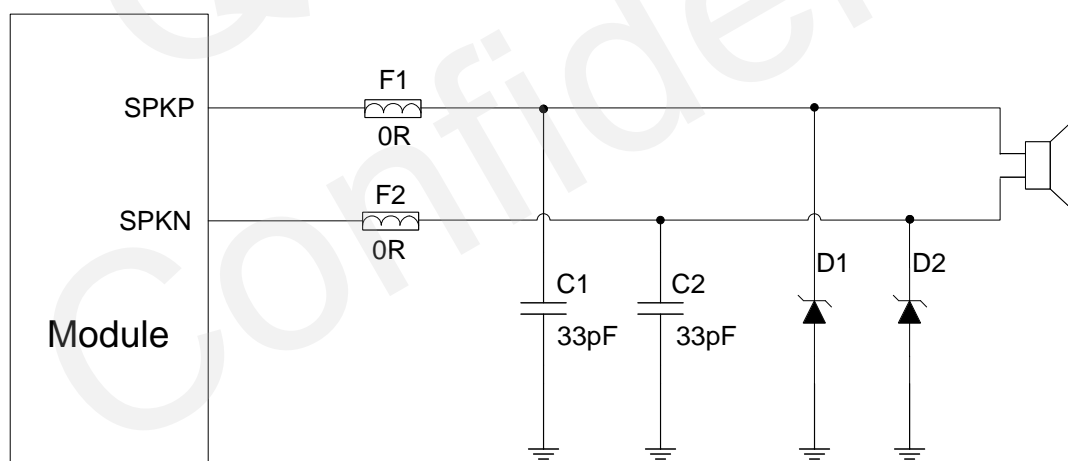 SPKP
F1
0R
SPKN
F2
0R
Module
C1
33pF
C2
33pF
D1
D2